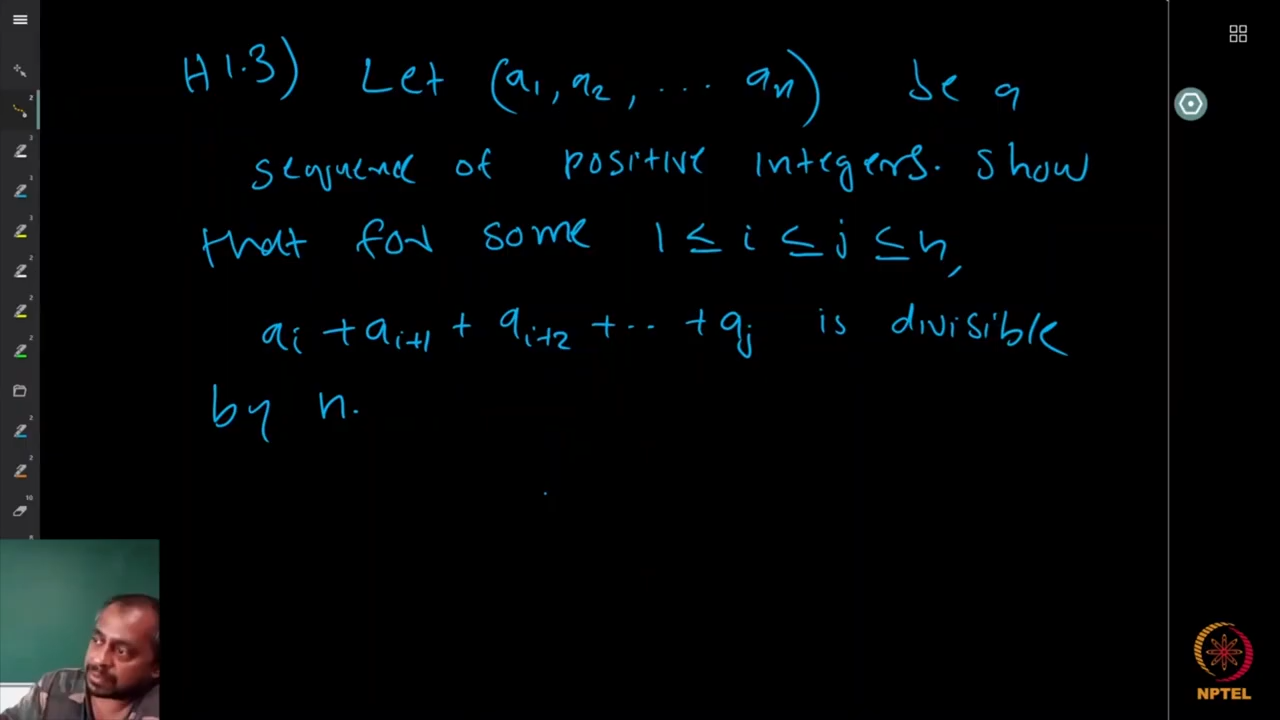 H1.3) Let (a₁, a₂, ... aₙ) be a
sequence of positive integers. Show
that for some 1 ≤ i ≤ j ≤ n,
aᵢ + aᵢ₊₁ + aᵢ₊₂ + ... + aⱼ is divisible
by n.
NPTEL